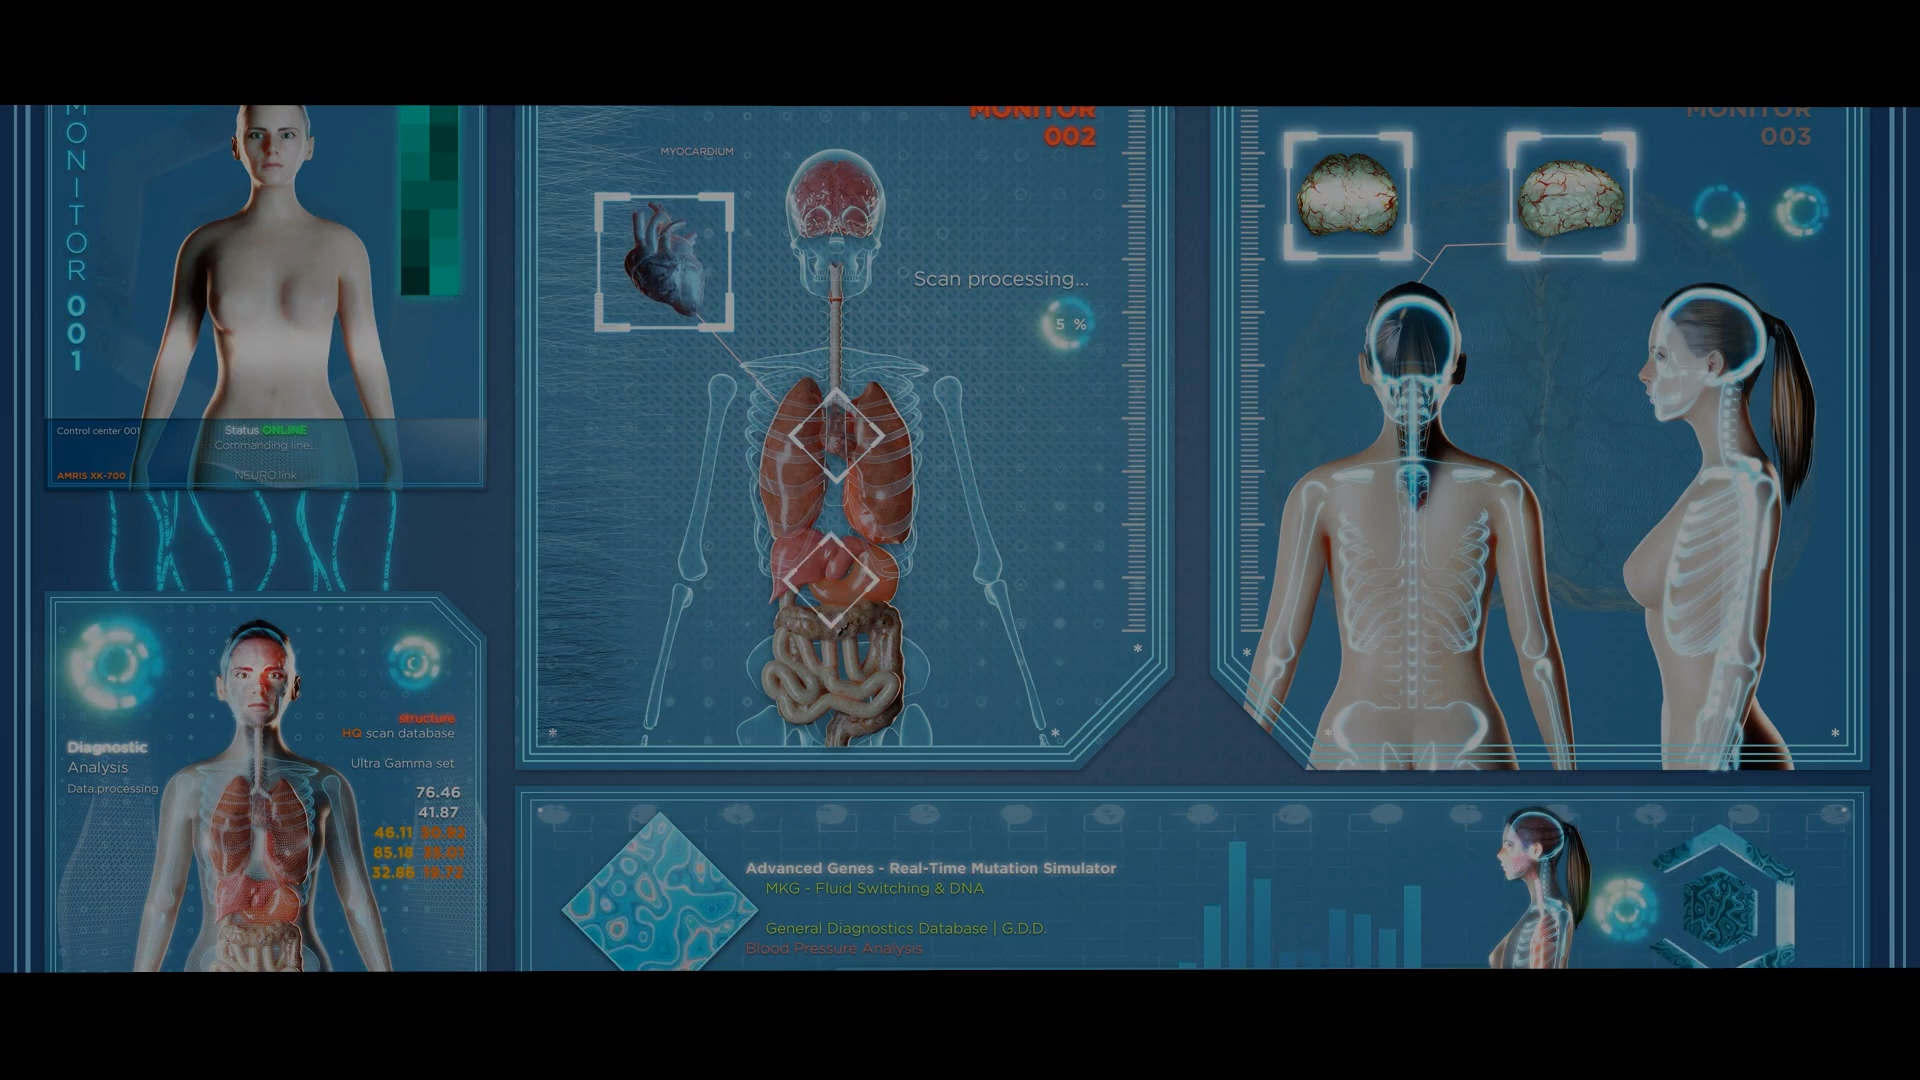 MONITOR 001
Control center 001
Status ONLINE
Commanding line...
AMRIS XK-700
NEURO.link
MONITOR
002
MYOCARDIUM
Scan processing...
5 %
MONITOR
003
structure
HQ scan database
Ultra Gamma set
Diagnostic
Analysis
Data.processing
76.46
41.87
46.11
85.18
32.86
Advanced Genes - Real-Time Mutation Simulator
MKG - Fluid Switching & DNA
General Diagnostics Database | G.D.D.
Blood Pressure Analysis